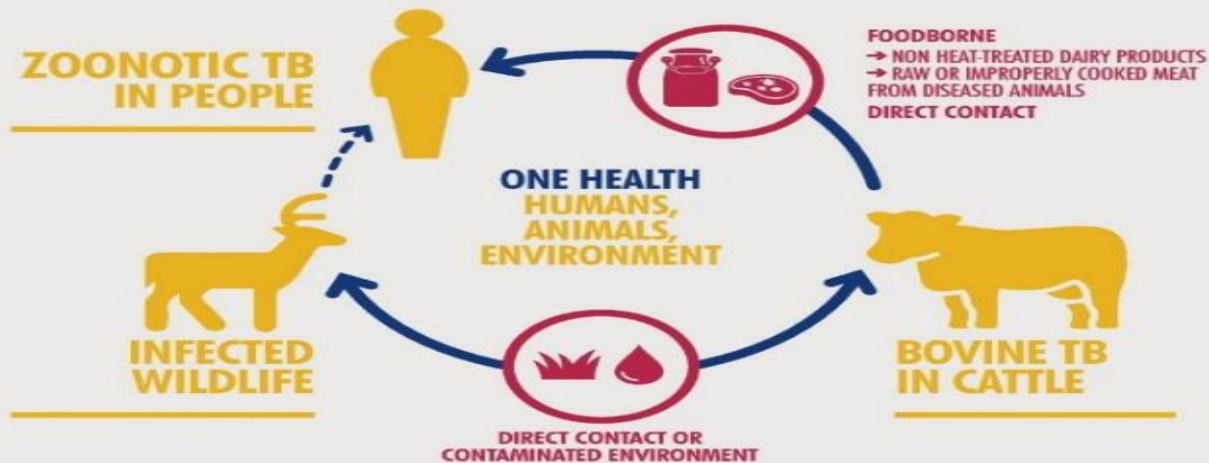 ZOONOTIC TB
IN PEOPLE
FOODBORNE
→ NON HEAT-TREATED DAIRY PRODUCTS
→ RAW OR IMPROPERLY COOKED MEAT
FROM DISEASED ANIMALS
DIRECT CONTACT
ONE HEALTH
HUMANS,
ANIMALS,
ENVIRONMENT
INFECTED
WILDLIFE
BOVINE TB
IN CATTLE
DIRECT CONTACT OR
CONTAMINATED ENVIRONMENT